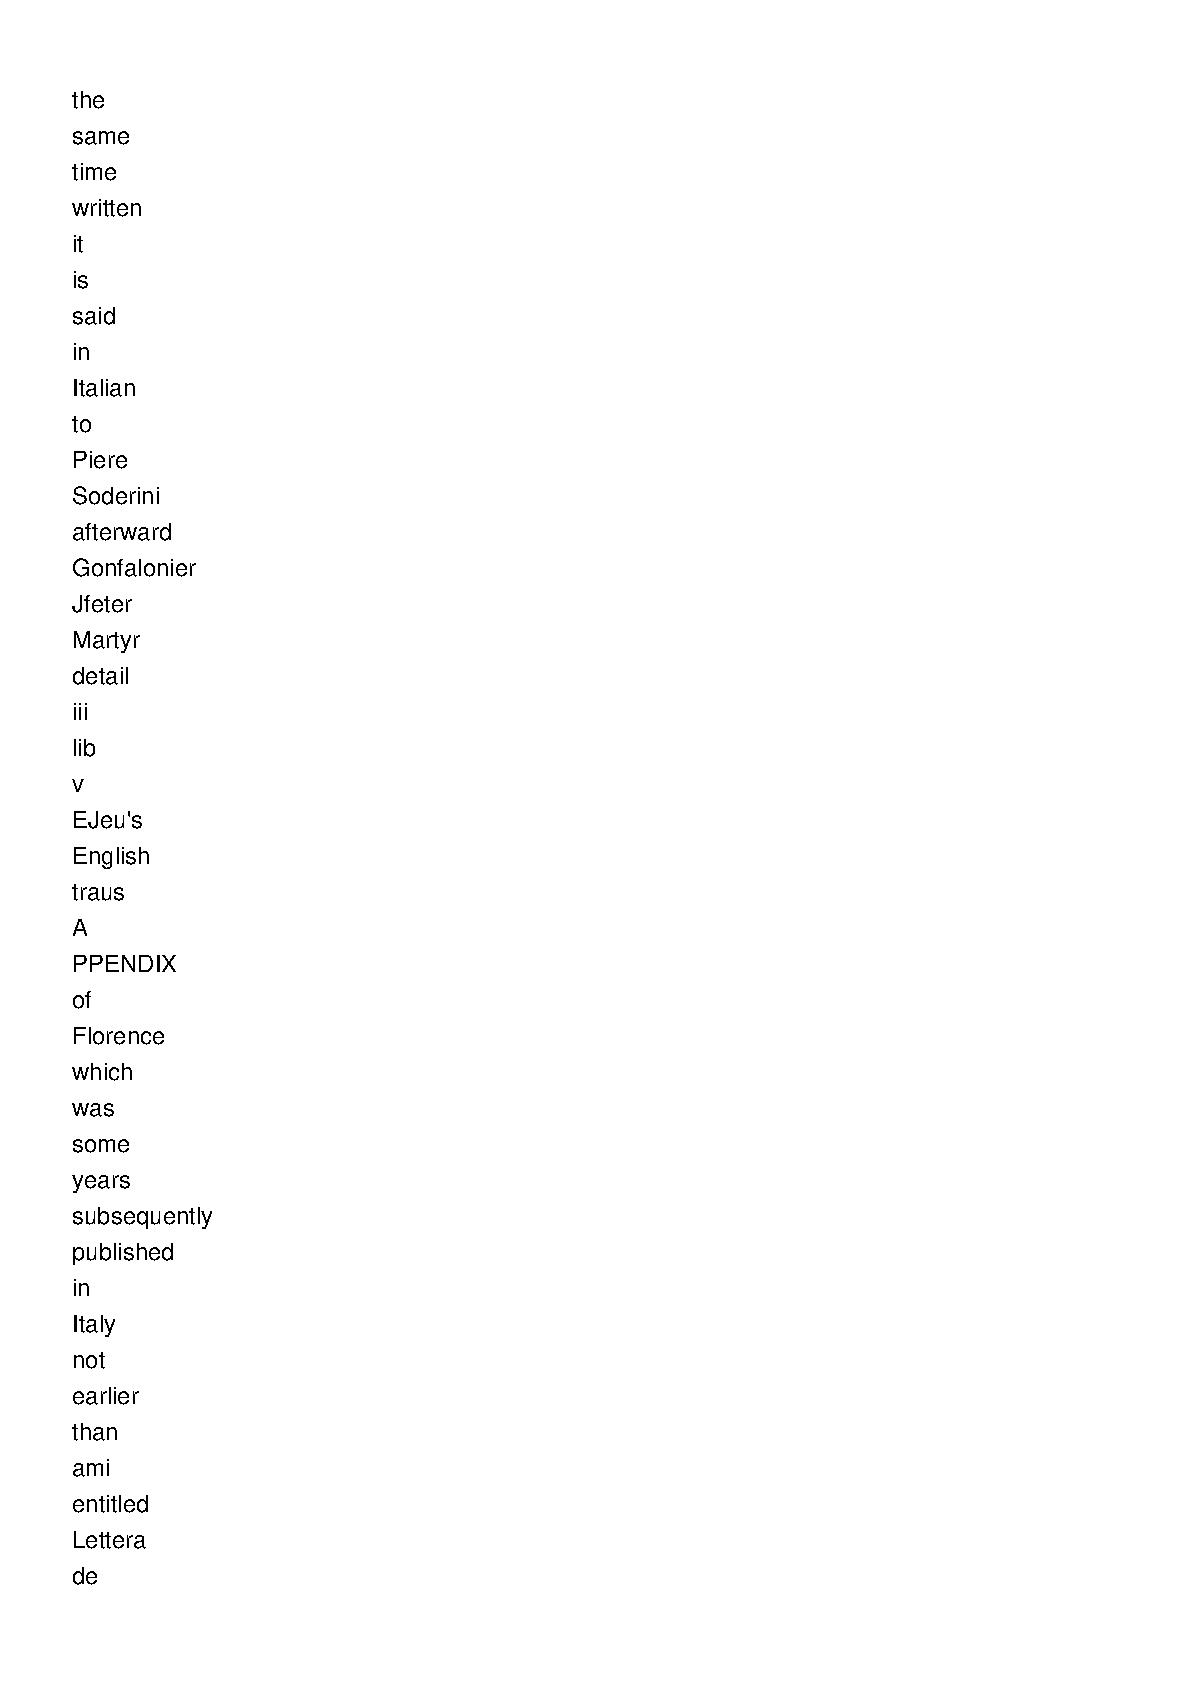 the
same
time
written
it
is
said
in
Italian
to
Piere
Soderini
afterward
Gonfalonier
Jfeter
Martyr
detail
iii
lib
v
EJeu's
English
traus
A
PPENDIX
of
Florence
which
was
some
years
subsequently
published
in
Italy
not
earlier
than
ami
entitled
Lettera
de